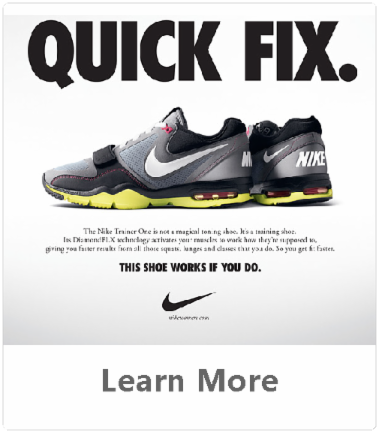 QUICK FIX.
NIKE
The Nike Trainer One is not a magical toning shoe. It's a training shoe.
Its DiamondFLX technology activates your muscles to work how they're supposed to,
giving you faster results from all those squats, lunges and classes that you do. So you get fit faster.
THIS SHOE WORKS IF YOU DO.
Learn More